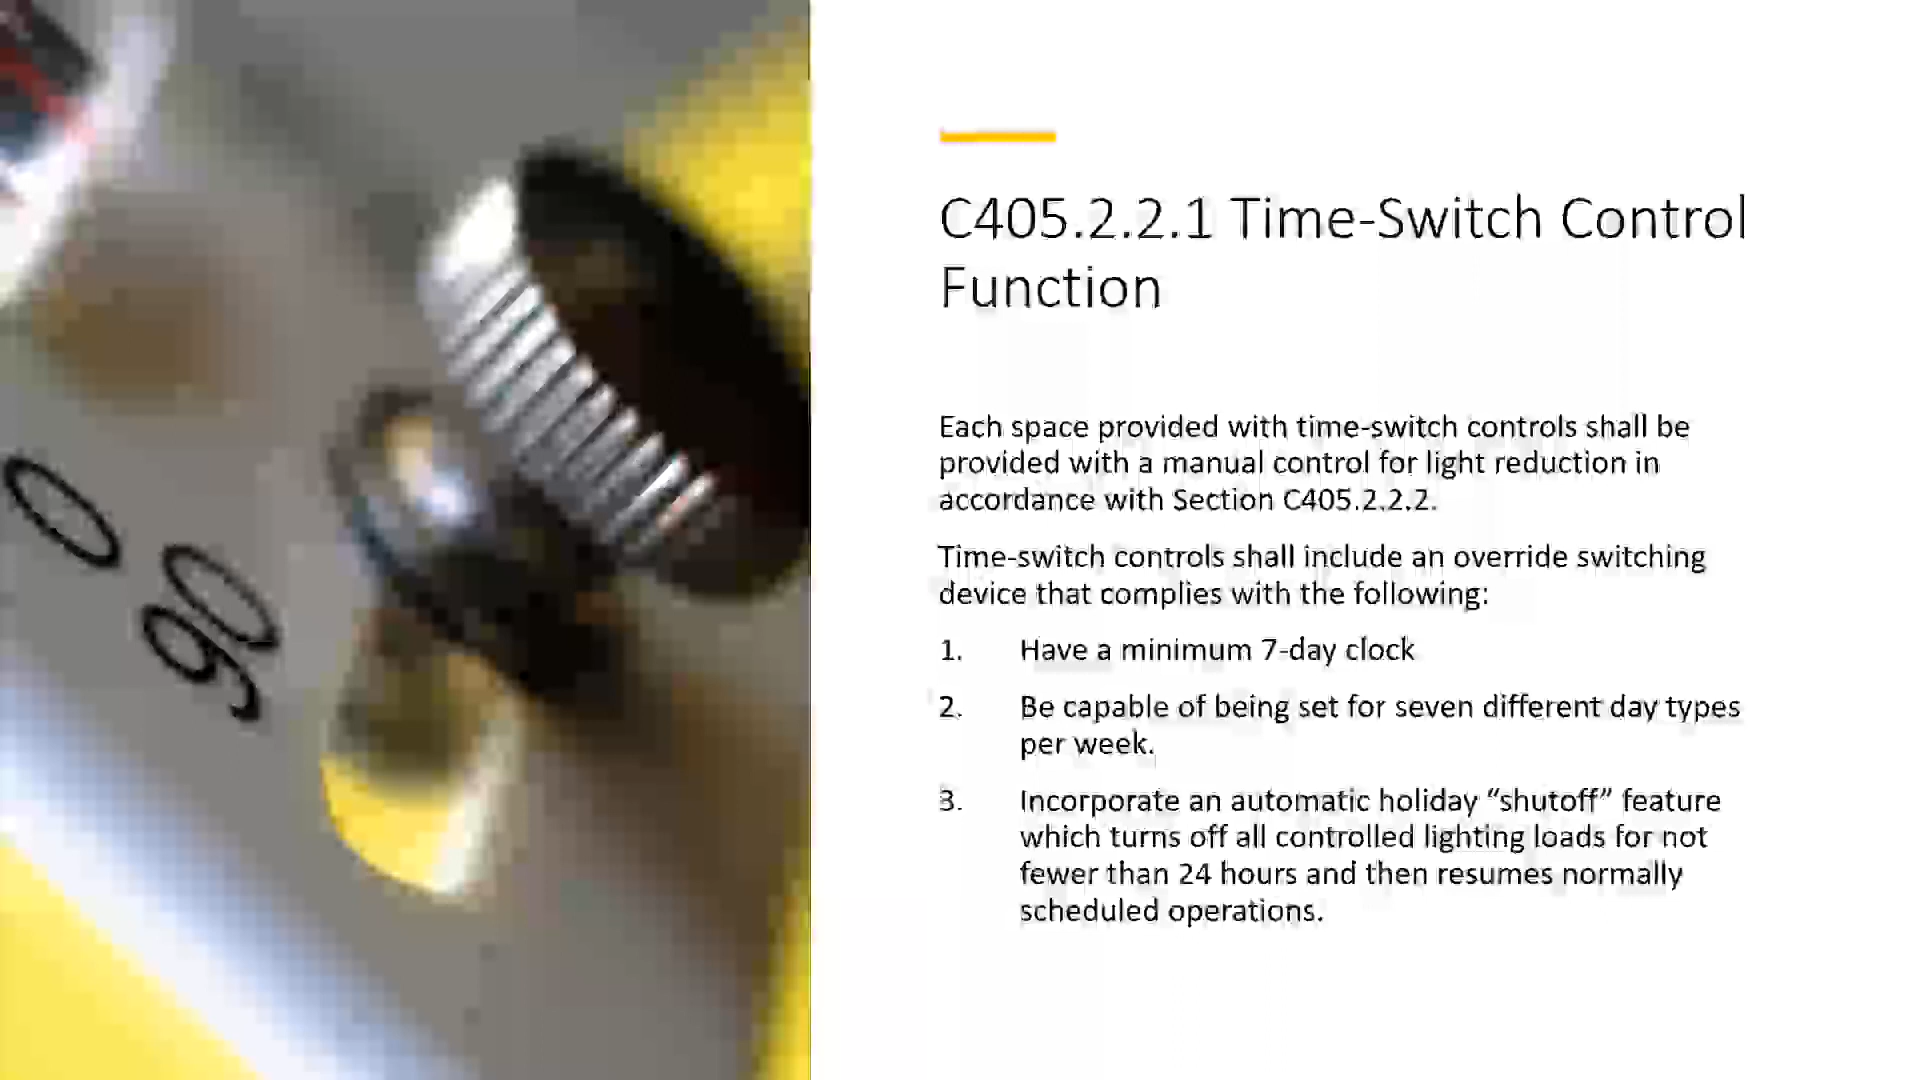 C405.2.2.1 Time-Switch Control
Function
Each space provided with time-switch controls shall be
provided with a manual control for light reduction in
accordance with Section C405.2.2.2.
Time-switch controls shall include an override switching
device that complies with the following:
1. Have a minimum 7-day clock
2. Be capable of being set for seven different day types
per week.
3. Incorporate an automatic holiday “shutoff” feature
which turns off all controlled lighting loads for not
fewer than 24 hours and then resumes normally
scheduled operations.
0
90